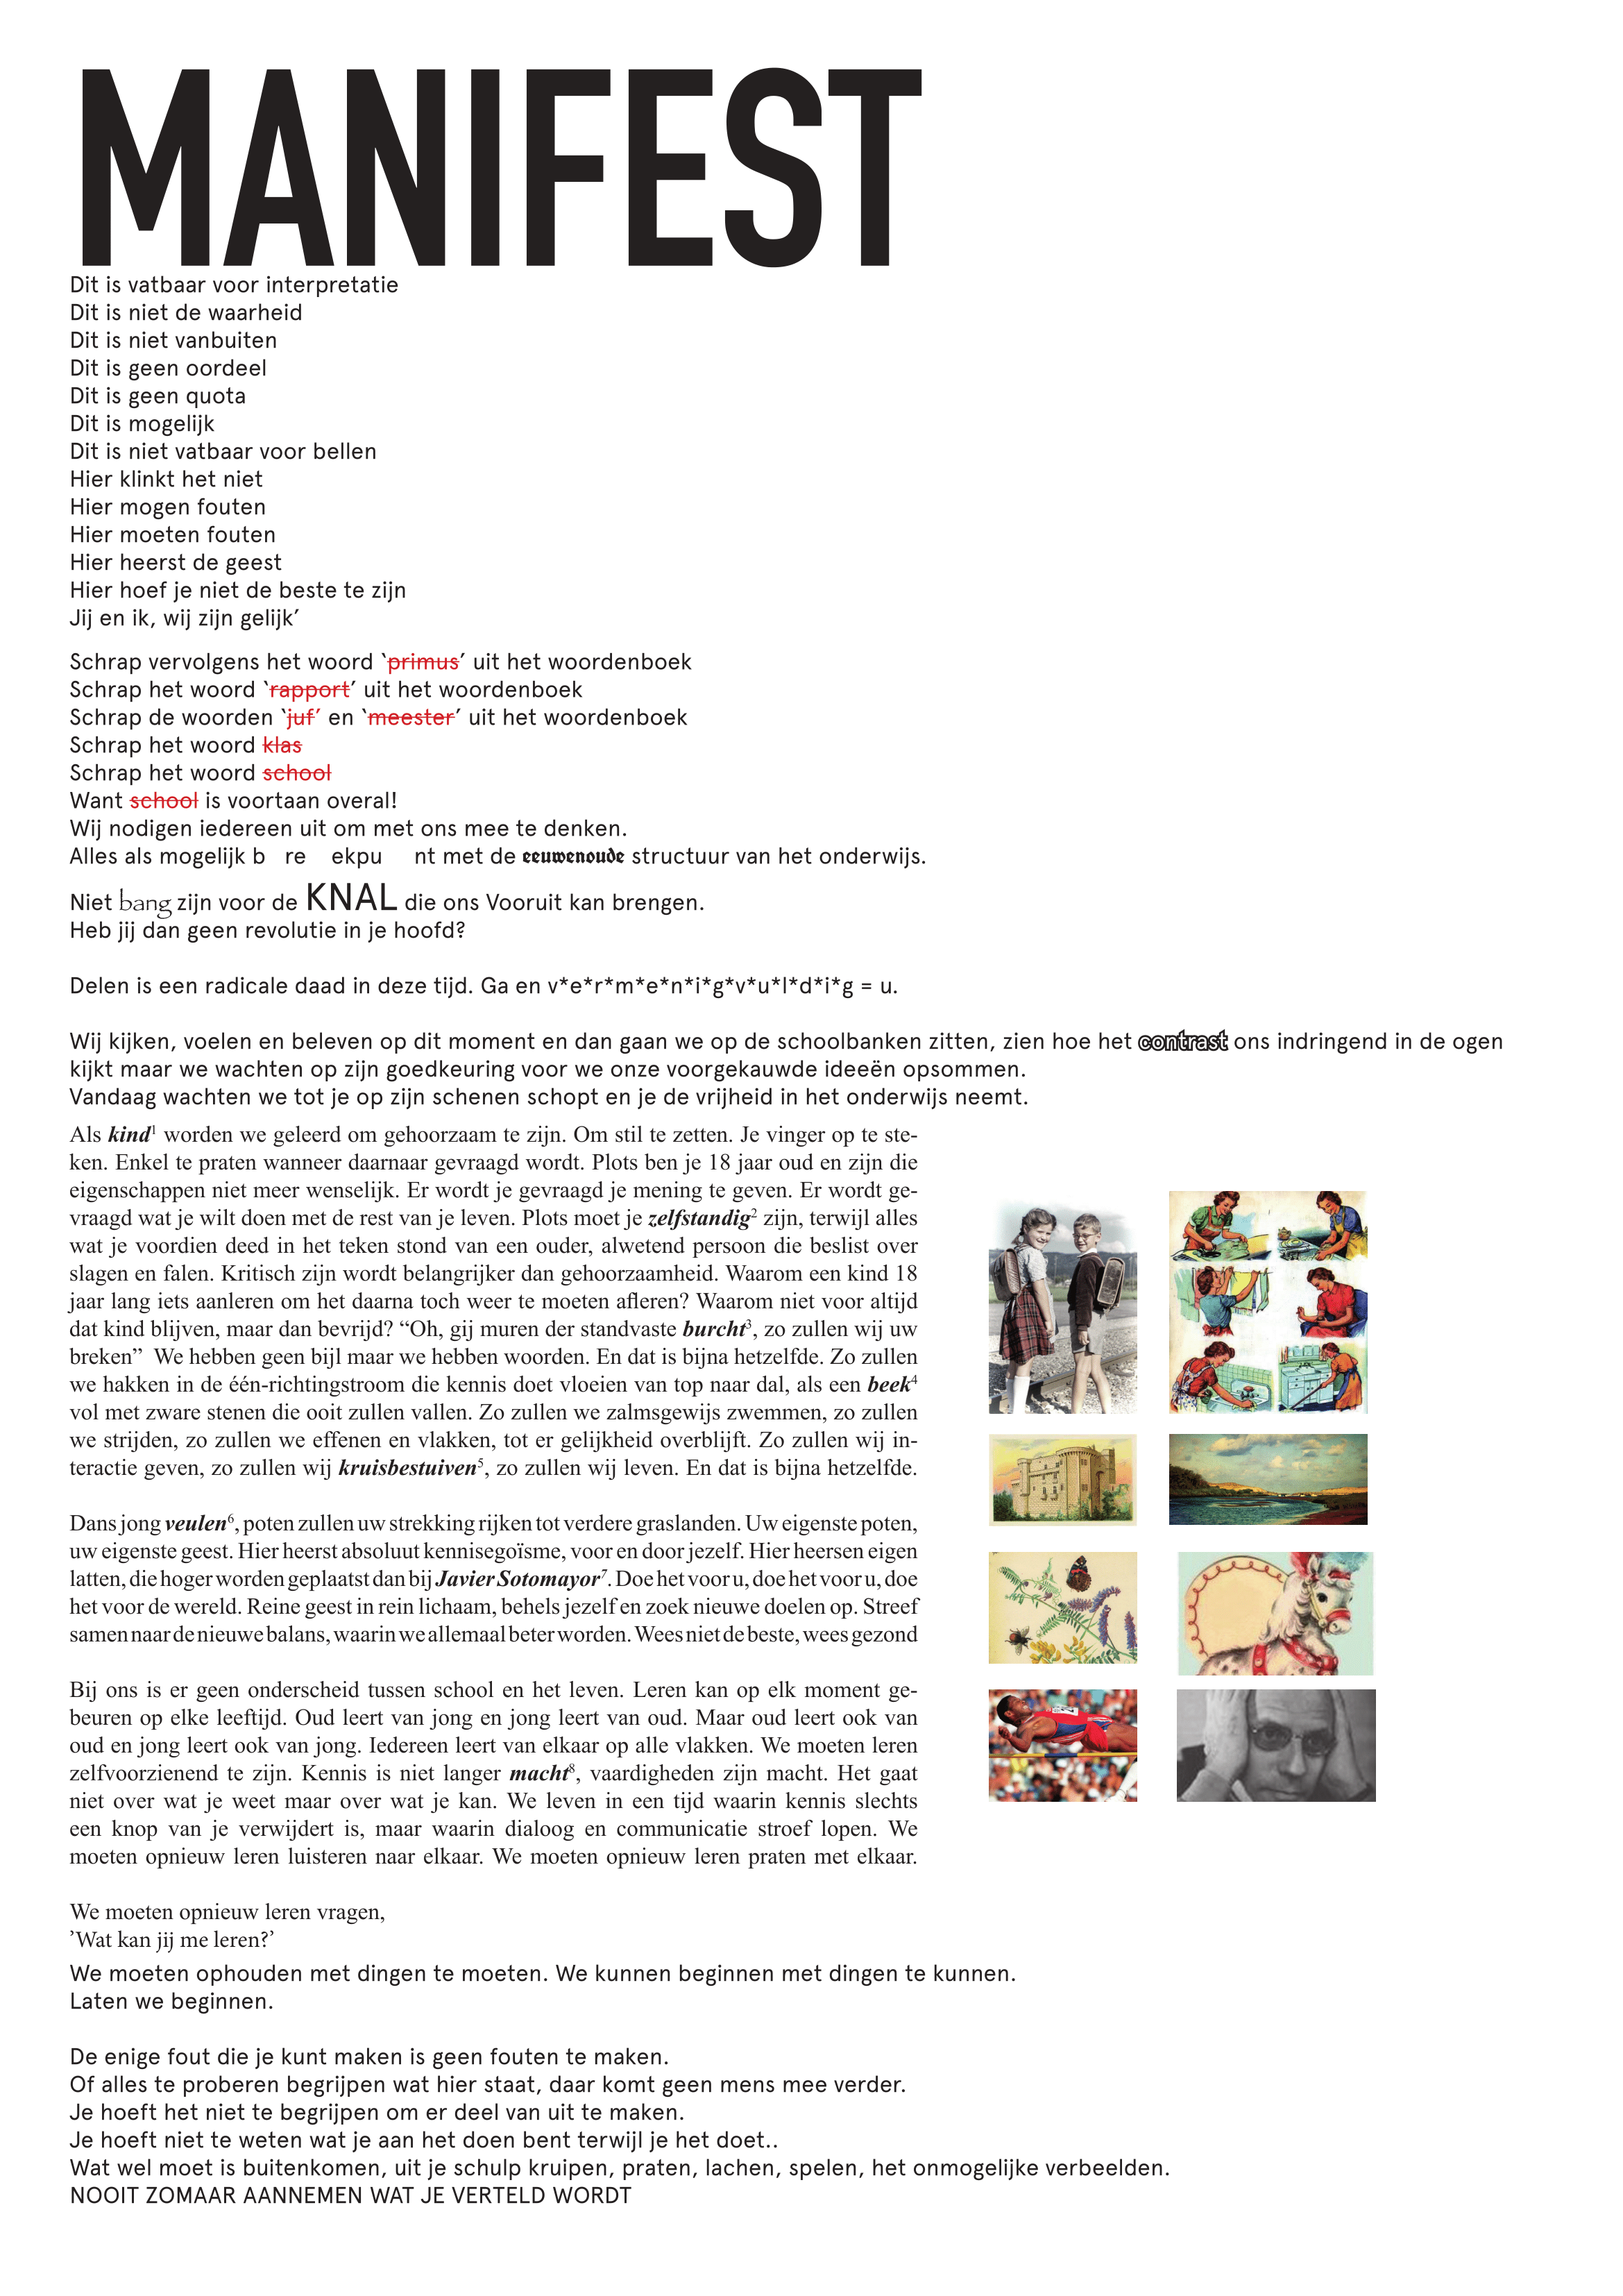 MANIFEST
Dit is vatbaar voor interpretatie
Dit is niet de waarheid
Dit is niet vanbuiten
Dit is geen oordeel
Dit is geen quota
Dit is mogelijk
Dit is niet vatbaar voor bellen
Hier klinkt het niet
Hier mogen fouten
Hier moeten fouten
Hier heerst de geest
Hier hoef je niet de beste te zijn
Jij en ik, wij zijn gelijk’
Schrap vervolgens het woord ‘primus’ uit het woordenboek
Schrap het woord ‘rapport’ uit het woordenboek
Schrap de woorden ‘juf’ en ‘meester’ uit het woordenboek
Schrap het woord klas
Schrap het woord school
Want school is voortaan overal!
Wij nodigen iedereen uit om met ons mee te denken.
Alles als mogelijk b re ekpu nt met de eeuwenoude structuur van het onderwijs.
Niet bang zijn voor de KNAL die ons Vooruit kan brengen.
Heb jij dan geen revolutie in je hoofd?
Delen is een radicale daad in deze tijd. Ga en v*e*r*m*e*n*i*g*v*u*l*d*i*g = u.
Wij kijken, voelen en beleven op dit moment en dan gaan we op de schoolbanken zitten, zien hoe het contrast ons indringend in de ogen
kijkt maar we wachten op zijn goedkeuring voor we onze voorgekauwde ideeën opsommen.
Vandaag wachten we tot je op zijn schenen schopt en je de vrijheid in het onderwijs neemt.
Als kind¹ worden we geleerd om gehoorzaam te zijn. Om stil te zetten. Je vinger op te ste-
ken. Enkel te praten wanneer daarnaar gevraagd wordt. Plots ben je 18 jaar oud en zijn die
eigenschappen niet meer wenselijk. Er wordt je gevraagd je mening te geven. Er wordt ge-
vraagd wat je wilt doen met de rest van je leven. Plots moet je zelfstandig² zijn, terwijl alles
wat je voordien deed in het teken stond van een ouder, alwetend persoon die beslist over
slagen en falen. Kritisch zijn wordt belangrijker dan gehoorzaamheid. Waarom een kind 18
jaar lang iets aanleren om het daarna toch weer te moeten afleren? Waarom niet voor altijd
dat kind blijven, maar dan bevrijd? “Oh, gij muren der standvaste burcht³, zo zullen wij uw
breken” We hebben geen bijl maar we hebben woorden. En dat is bijna hetzelfde. Zo zullen
we hakken in de één-richtingstroom die kennis doet vloeien van top naar dal, als een beek⁴
vol met zware stenen die ooit zullen vallen. Zo zullen we zalmsgewijs zwemmen, zo zullen
we strijden, zo zullen we effenen en vlakken, tot er gelijkheid overblijft. Zo zullen wij in-
teractie geven, zo zullen wij kruisbestuiven⁵, zo zullen wij leven. En dat is bijna hetzelfde.
Dans jong veulen⁶, poten zullen uw strekking rijken tot verdere graslanden. Uw eigenste poten,
uw eigenste geest. Hier heerst absoluut kennisegoïsme, voor en door jezelf. Hier heersen eigen
latten, die hoger worden geplaatst dan bij Javier Sotomayor⁷. Doe het voor u, doe het voor u, doe
het voor de wereld. Reine geest in rein lichaam, behels jezelf en zoek nieuwe doelen op. Streef
samen naar de nieuwe balans, waarin we allemaal beter worden. Wees niet de beste, wees gezond
Bij ons is er geen onderscheid tussen school en het leven. Leren kan op elk moment ge-
beuren op elke leeftijd. Oud leert van jong en jong leert van oud. Maar oud leert ook van
oud en jong leert ook van jong. Iedereen leert van elkaar op alle vlakken. We moeten leren
zelfvoorzienend te zijn. Kennis is niet langer macht⁸, vaardigheden zijn macht. Het gaat
niet over wat je weet maar over wat je kan. We leven in een tijd waarin kennis slechts
een knop van je verwijdert is, maar waarin dialoog en communicatie stroef lopen. We
moeten opnieuw leren luisteren naar elkaar. We moeten opnieuw leren praten met elkaar.
We moeten opnieuw leren vragen,
’Wat kan jij me leren?’
We moeten ophouden met dingen te moeten. We kunnen beginnen met dingen te kunnen.
Laten we beginnen.
De enige fout die je kunt maken is geen fouten te maken.
Of alles te proberen begrijpen wat hier staat, daar komt geen mens mee verder.
Je hoeft het niet te begrijpen om er deel van uit te maken.
Je hoeft niet te weten wat je aan het doen bent terwijl je het doet..
Wat wel moet is buitenkomen, uit je schulp kruipen, praten, lachen, spelen, het onmogelijke verbeelden.
NOOIT ZOMAAR AANNEMEN WAT JE VERTELD WORDT